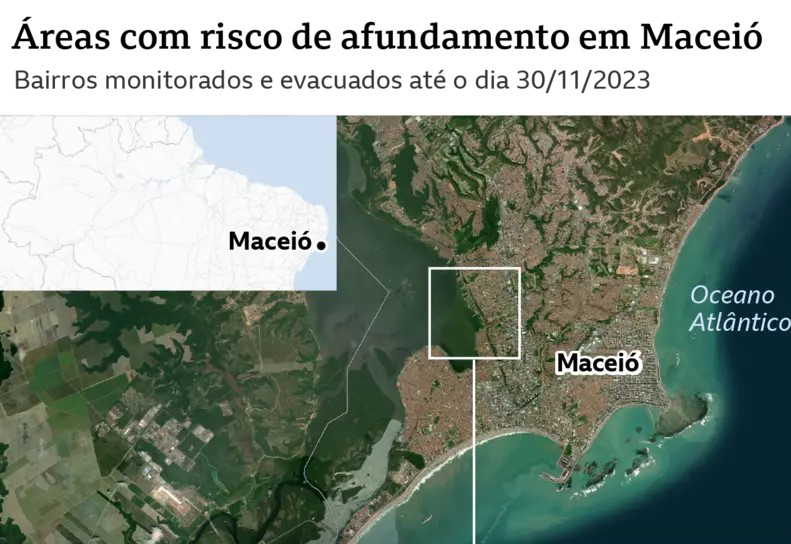 Áreas com risco de afundamento em Maceió
Bairros monitorados e evacuados até o dia 30/11/2023
Maceió
Oceano
Atlântico
Maceió